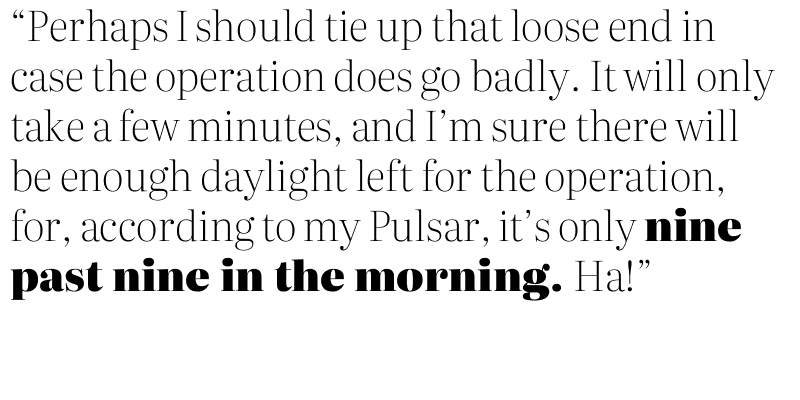 “Perhaps I should tie up that loose end in
case the operation does go badly. It will only
take a few minutes, and I’m sure there will
be enough daylight left for the operation,
for, according to my Pulsar, it’s only nine
past nine in the morning. Ha!”